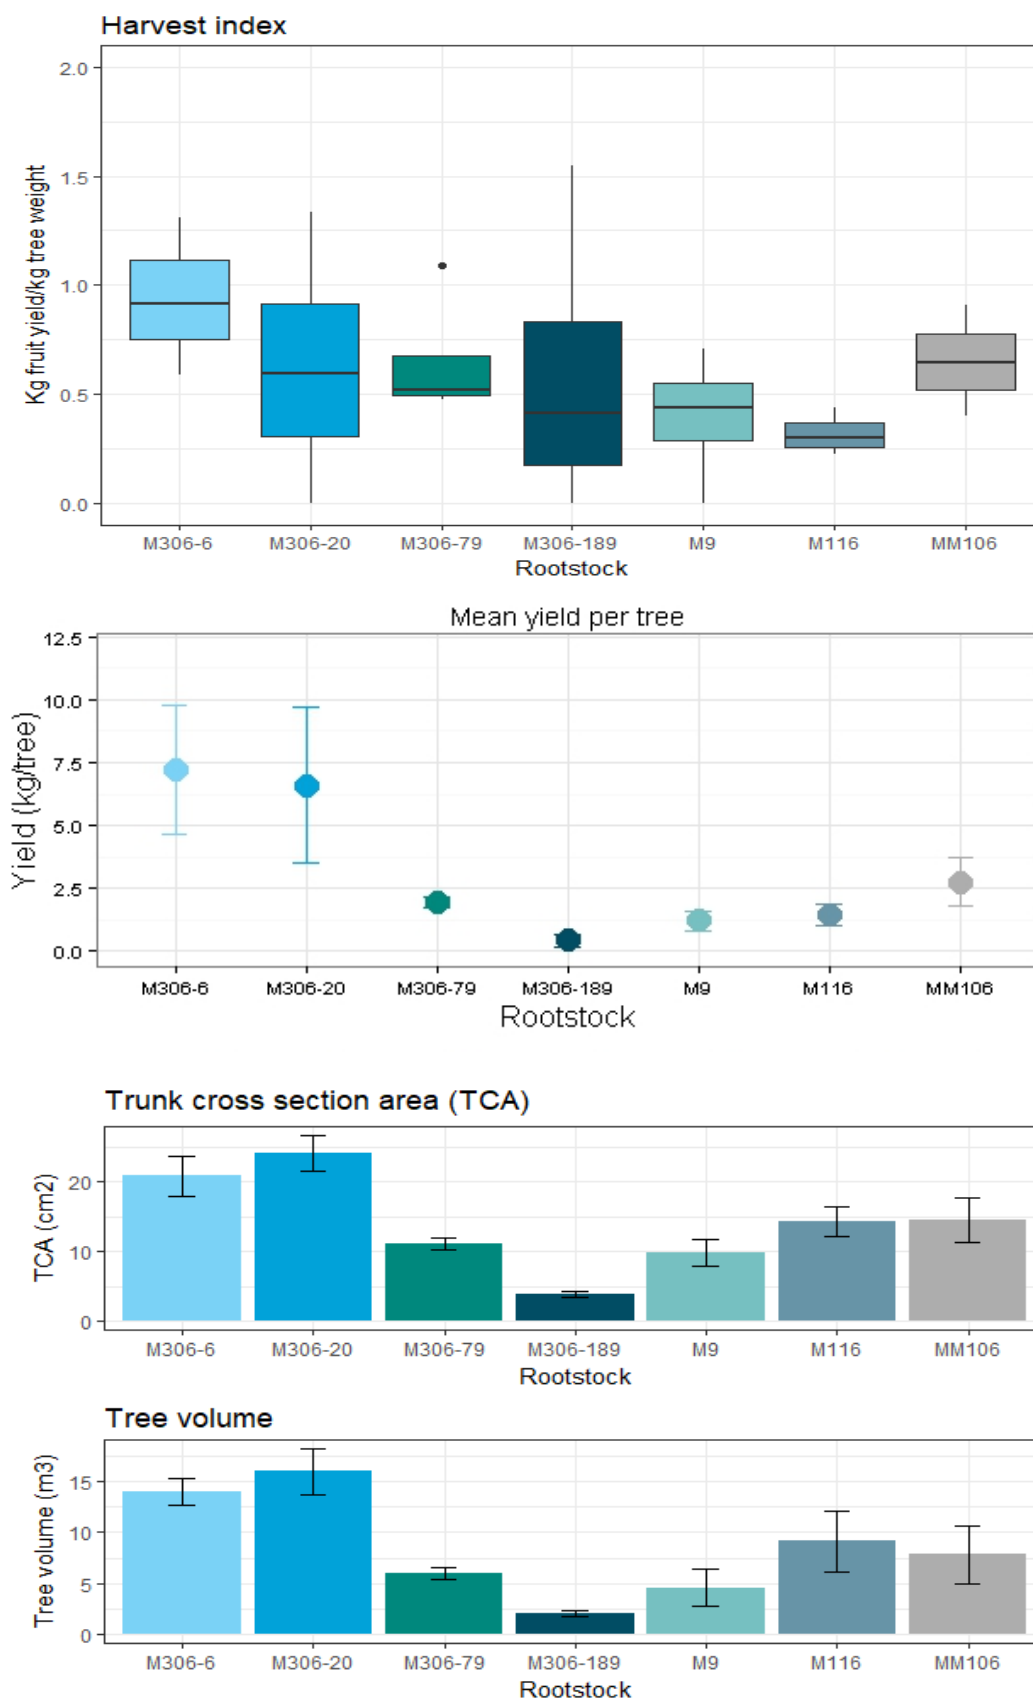 Harvest index
Kg fruit yield/kg tree weight
2.0
1.5
1.0
0.5
0.0
M306-6 M306-20 M306-79 M306-189 M9 M116 MM106
Rootstock
Mean yield per tree
Yield (kg/tree)
12.5
10.0
7.5
5.0
2.5
0.0
M306-6 M306-20 M306-79 M306-189 M9 M116 MM106
Rootstock
Trunk cross section area (TCA)
TCA (cm2)
20
10
0
M306-6 M306-20 M306-79 M306-189 M9 M116 MM106
Rootstock
Tree volume
Tree volume (m3)
15
10
5
0
M306-6 M306-20 M306-79 M306-189 M9 M116 MM106
Rootstock